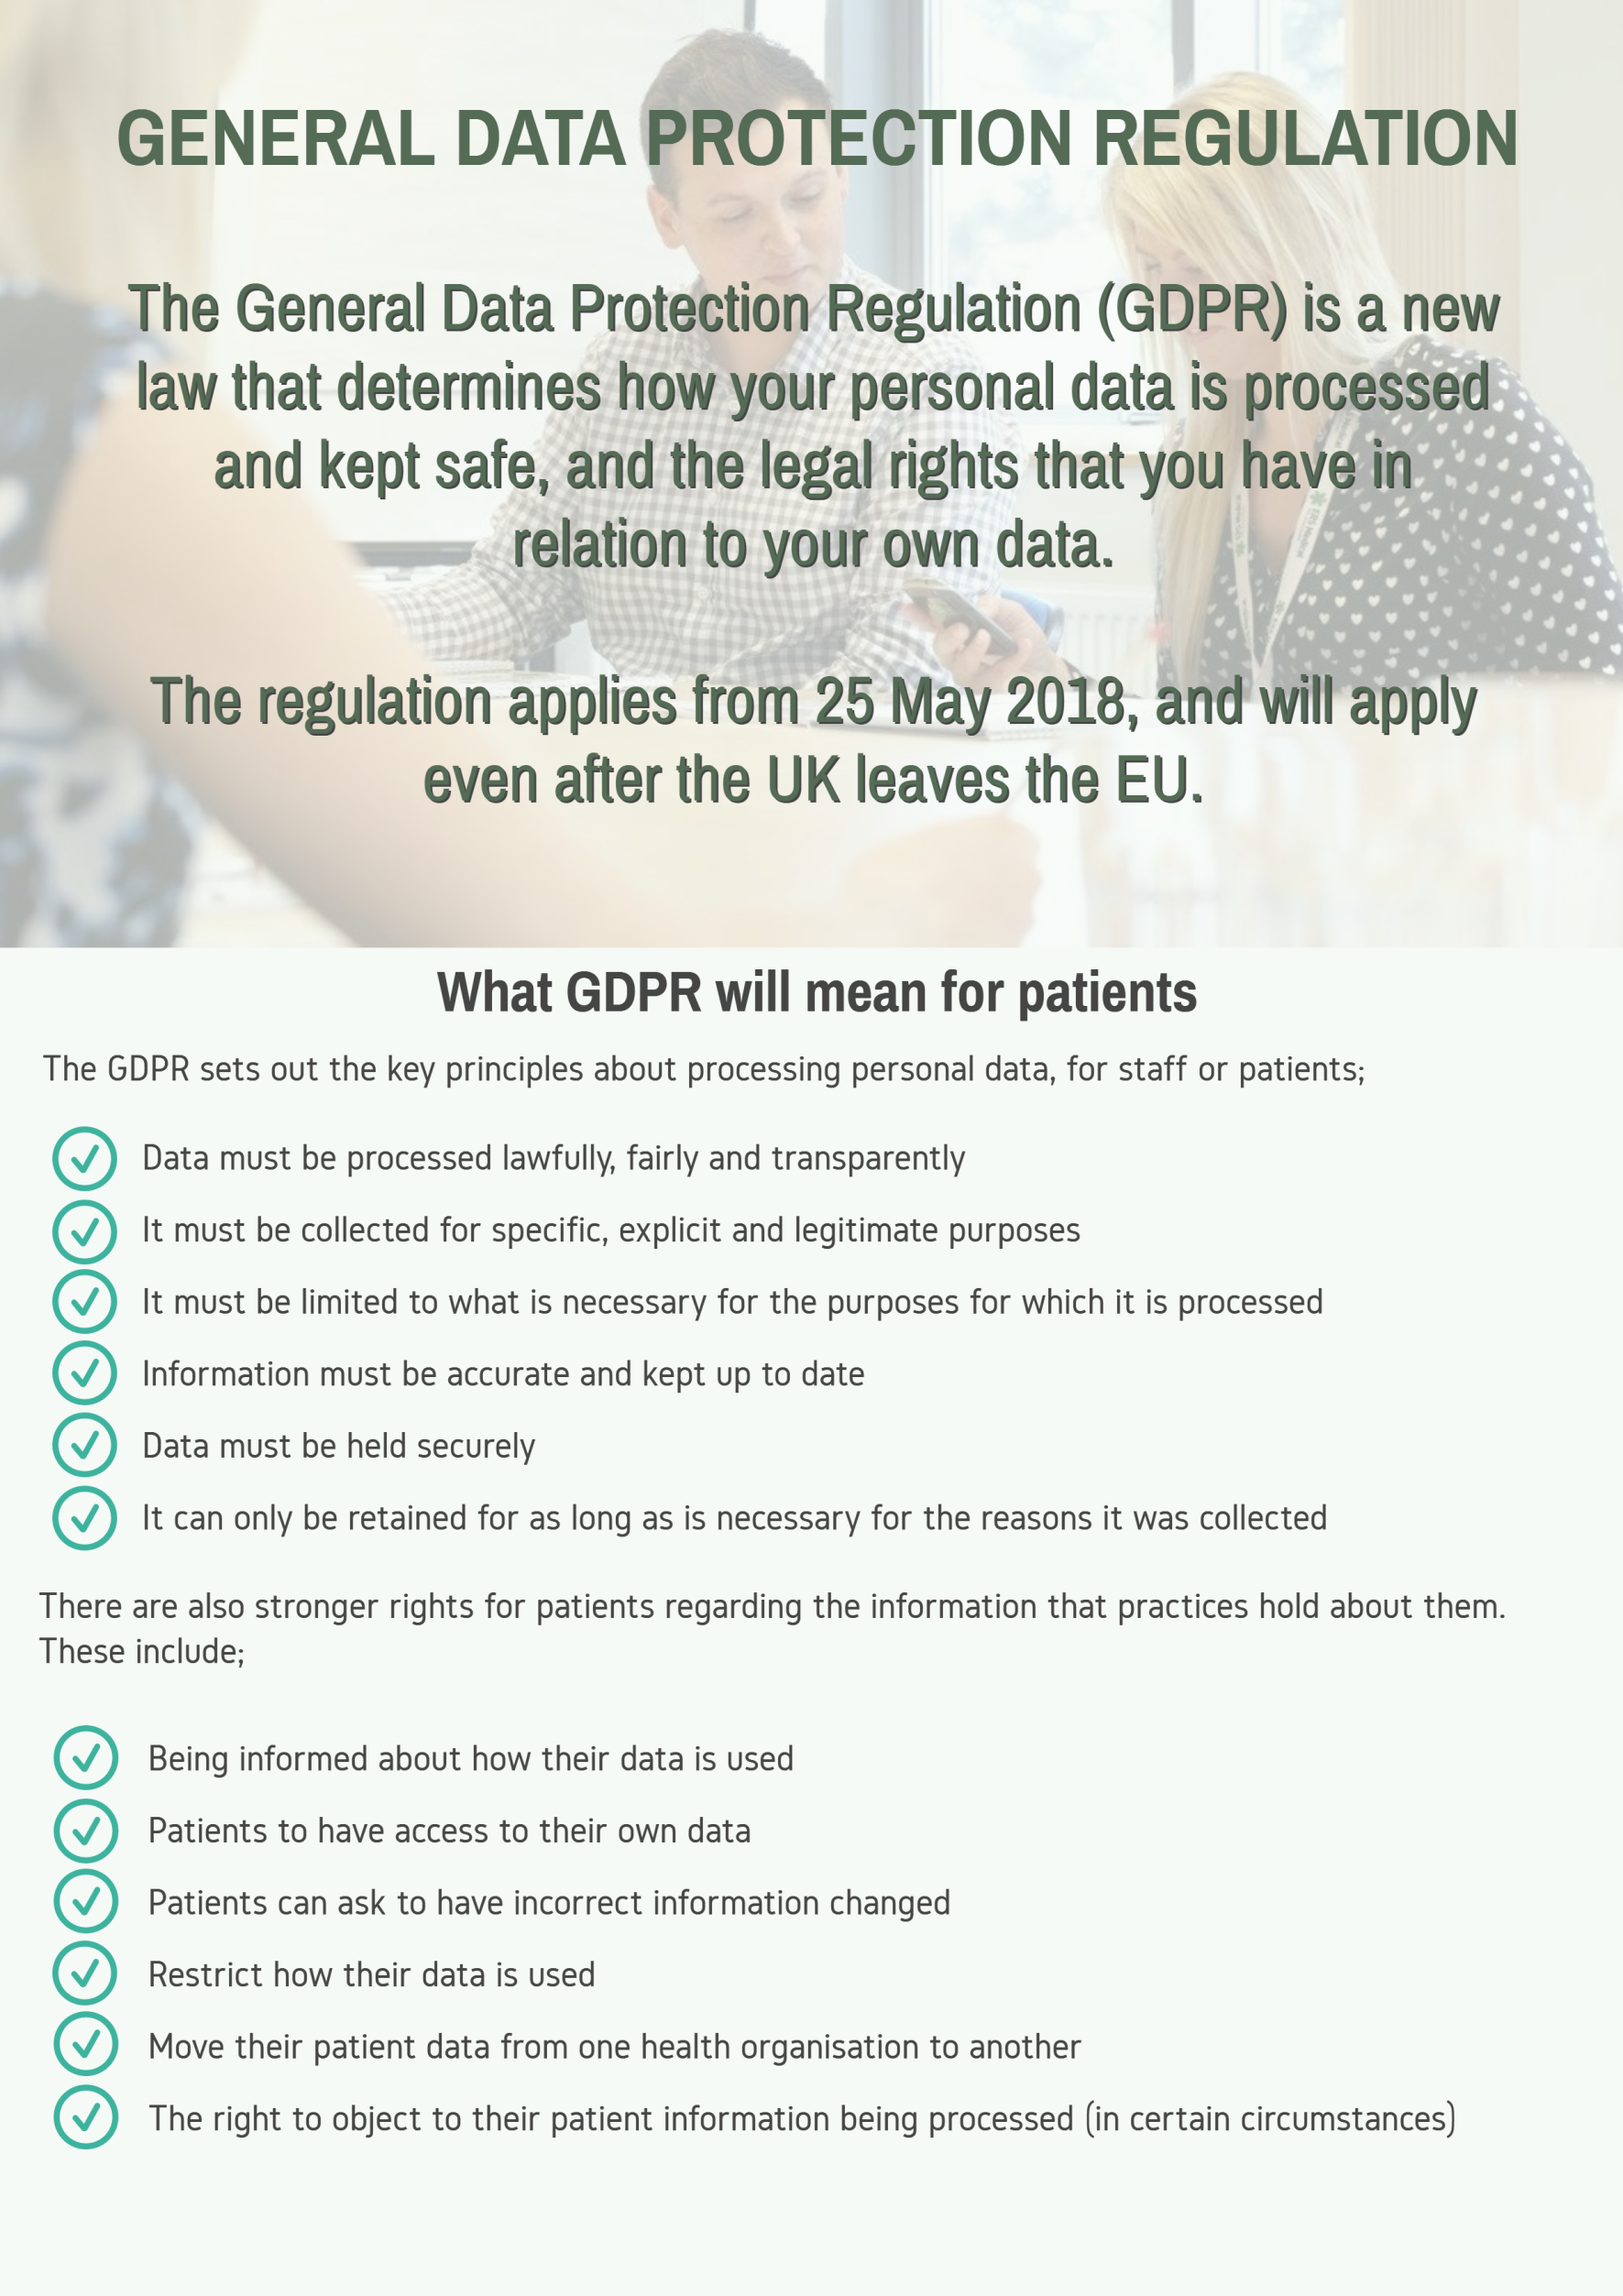 GENERAL DATA PROTECTION REGULATION
The General Data Protection Regulation (GDPR) is a new
law that determines how your personal data is processed
and kept safe, and the legal rights that you have in
relation to your own data.
The regulation applies from 25 May 2018, and will apply
even after the UK leaves the EU.
What GDPR will mean for patients
The GDPR sets out the key principles about processing personal data, for staff or patients;
Data must be processed lawfully, fairly and transparently
It must be collected for specific, explicit and legitimate purposes
It must be limited to what is necessary for the purposes for which it is processed
Information must be accurate and kept up to date
Data must be held securely
It can only be retained for as long as is necessary for the reasons it was collected
There are also stronger rights for patients regarding the information that practices hold about them.
These include;
Being informed about how their data is used
Patients to have access to their own data
Patients can ask to have incorrect information changed
Restrict how their data is used
Move their patient data from one health organisation to another
The right to object to their patient information being processed (in certain circumstances)